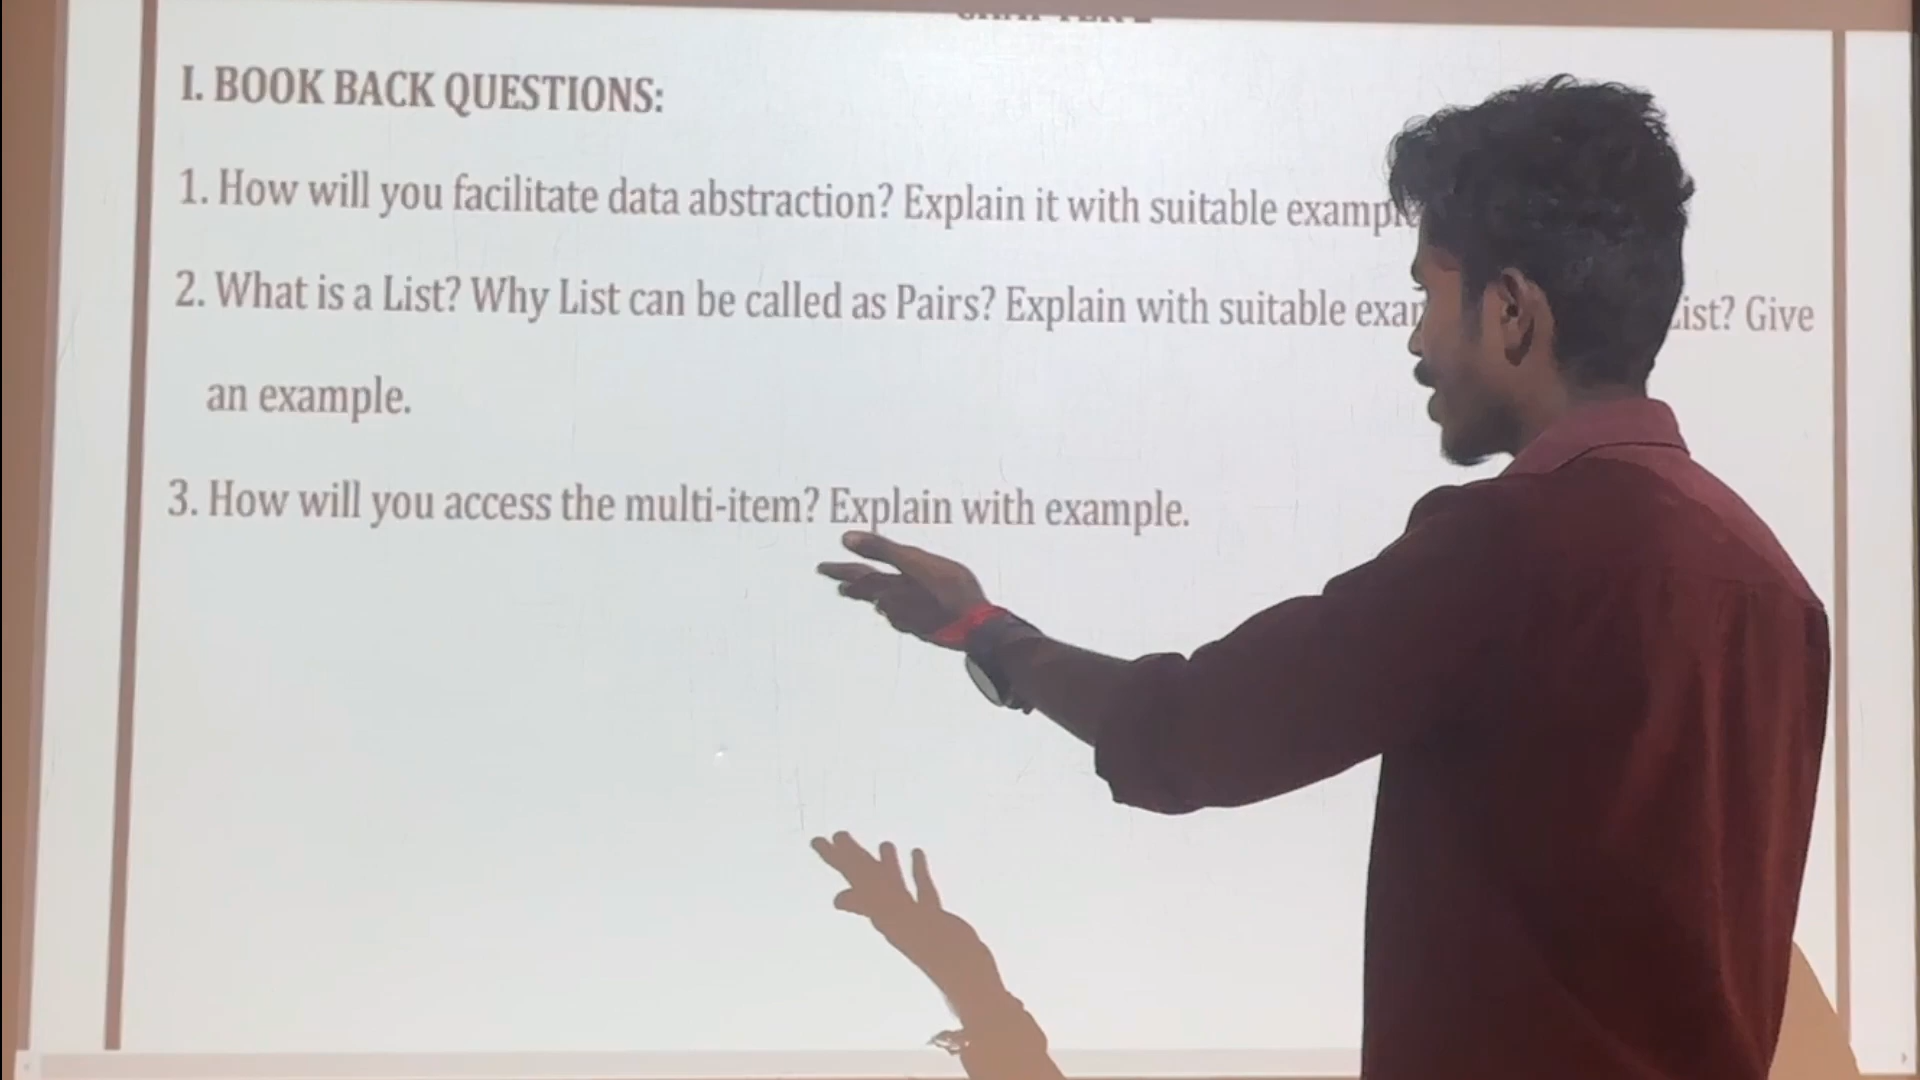 I. BOOK BACK QUESTIONS:
1. How will you facilitate data abstraction? Explain it with suitable
2. What is a List? Why List can be called as Pairs? Explain with suitable Give
an example.
3. How will you access the multi-item? Explain with example.